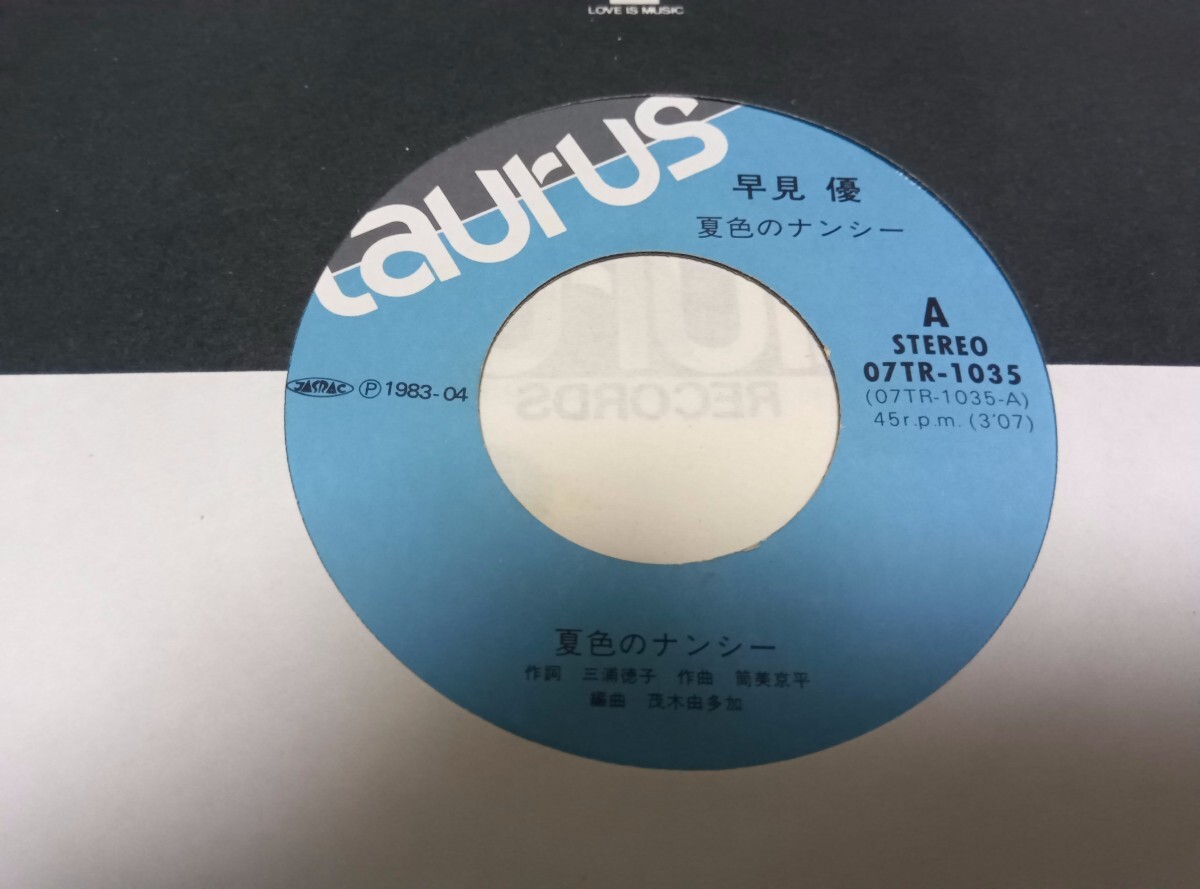 LOVE IS MUSIC
taurus
早見 優
夏色のナンシー
A
STEREO
07TR-1035
(07TR-1035-A)
45r.p.m. (3'07)
JASRAC Ⓟ1983-04
RECORDS
夏色のナンシー
作詞 三浦徳子 作曲 筒美京平
編曲 茂木由多加